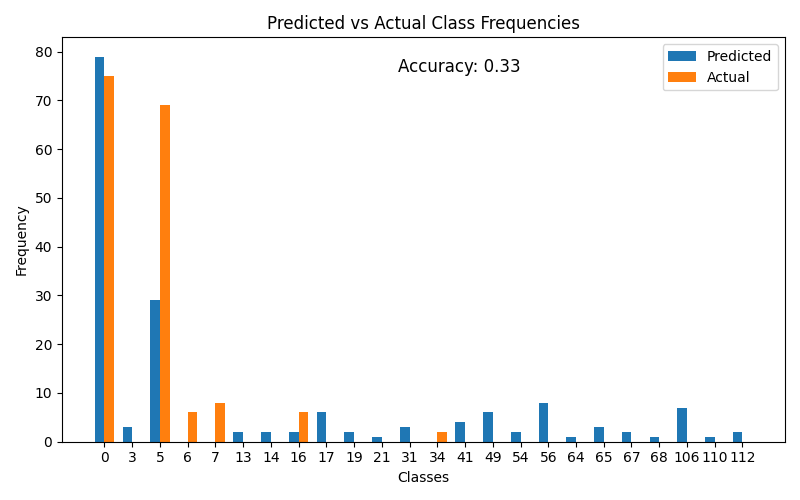 Predicted vs Actual Class Frequencies
Accuracy: 0.33
Predicted
Actual
Frequency
80
70
60
50
40
30
20
10
0
0 3 5 6 7 13 14 16 17 19 21 31 34 41 49 54 56 64 65 67 68 106 110 112
Classes